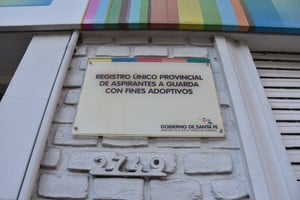 REGISTRO ÚNICO PROVINCIAL
DE ASPIRANTES A GUARDA
CON FINES ADOPTIVOS
GOBIERNO DE SANTA FE
2749